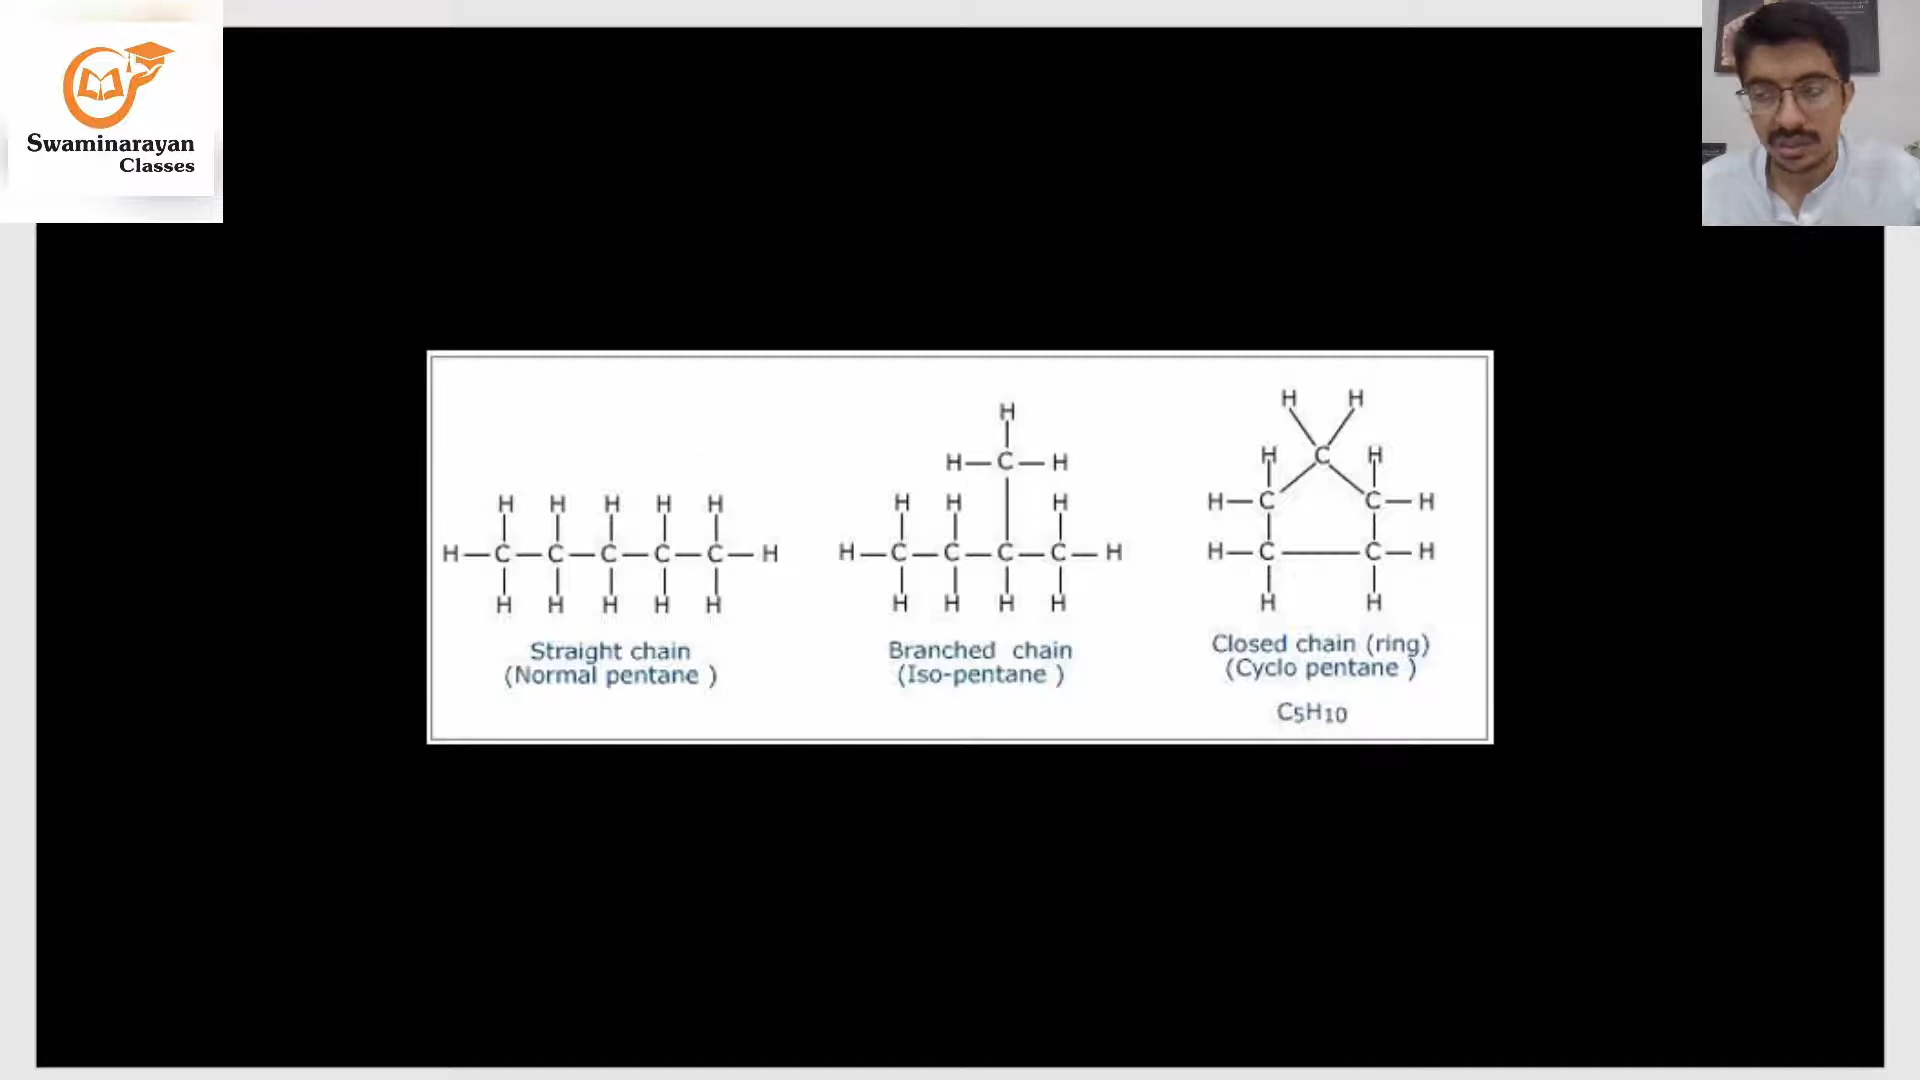 Swaminarayan
Classes
H
H—C—H
H H H H H
H—C—C—C—C—C—H
H H H H H
Straight chain
(Normal pentane )
H H H
H—C—C—C—C—H
H H H H
Branched chain
(Iso-pentane )
H H
H C H
H—C C—H
H—C—C—H
H H
Closed chain (ring)
(Cyclo pentane )
C5H10